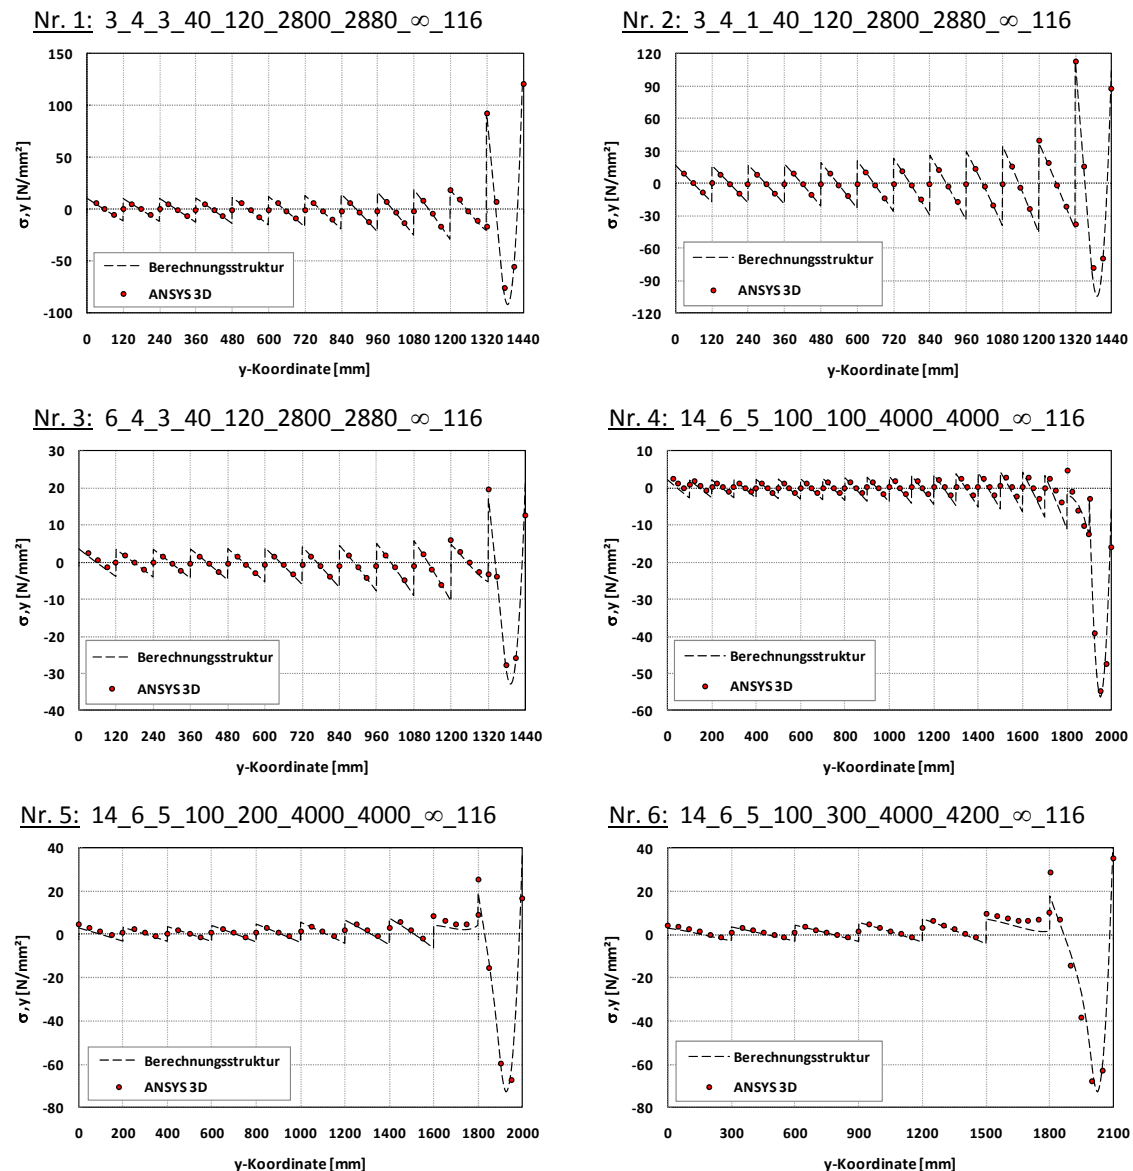 Nr. 1: 3_4_3_40_120_2800_2880_∞_116
150
100
50
0
-50
-100
σ,y [N/mm²]
Berechnungsstruktur
ANSYS 3D
0 120 240 360 480 600 720 840 960 1080 1200 1320 1440
y-Koordinate [mm]
Nr. 2: 3_4_1_40_120_2800_2880_∞_116
120
90
60
30
0
-30
-60
-90
-120
σ,y [N/mm²]
Berechnungsstruktur
ANSYS 3D
0 120 240 360 480 600 720 840 960 1080 1200 1320 1440
y-Koordinate [mm]
Nr. 3: 6_4_3_40_120_2800_2880_∞_116
30
20
10
0
-10
-20
-30
-40
σ,y [N/mm²]
Berechnungsstruktur
ANSYS 3D
0 120 240 360 480 600 720 840 960 1080 1200 1320 1440
y-Koordinate [mm]
Nr. 4: 14_6_5_100_100_4000_4000_∞_116
10
0
-10
-20
-30
-40
-50
-60
σ,y [N/mm²]
Berechnungsstruktur
ANSYS 3D
0 200 400 600 800 1000 1200 1400 1600 1800 2000
y-Koordinate [mm]
Nr. 5: 14_6_5_100_200_4000_4000_∞_116
40
20
0
-20
-40
-60
-80
σ,y [N/mm²]
Berechnungsstruktur
ANSYS 3D
0 200 400 600 800 1000 1200 1400 1600 1800 2000
y-Koordinate [mm]
Nr. 6: 14_6_5_100_300_4000_4200_∞_116
40
20
0
-20
-40
-60
-80
σ,y [N/mm²]
Berechnungsstruktur
ANSYS 3D
0 300 600 900 1200 1500 1800 2100
y-Koordinate [mm]